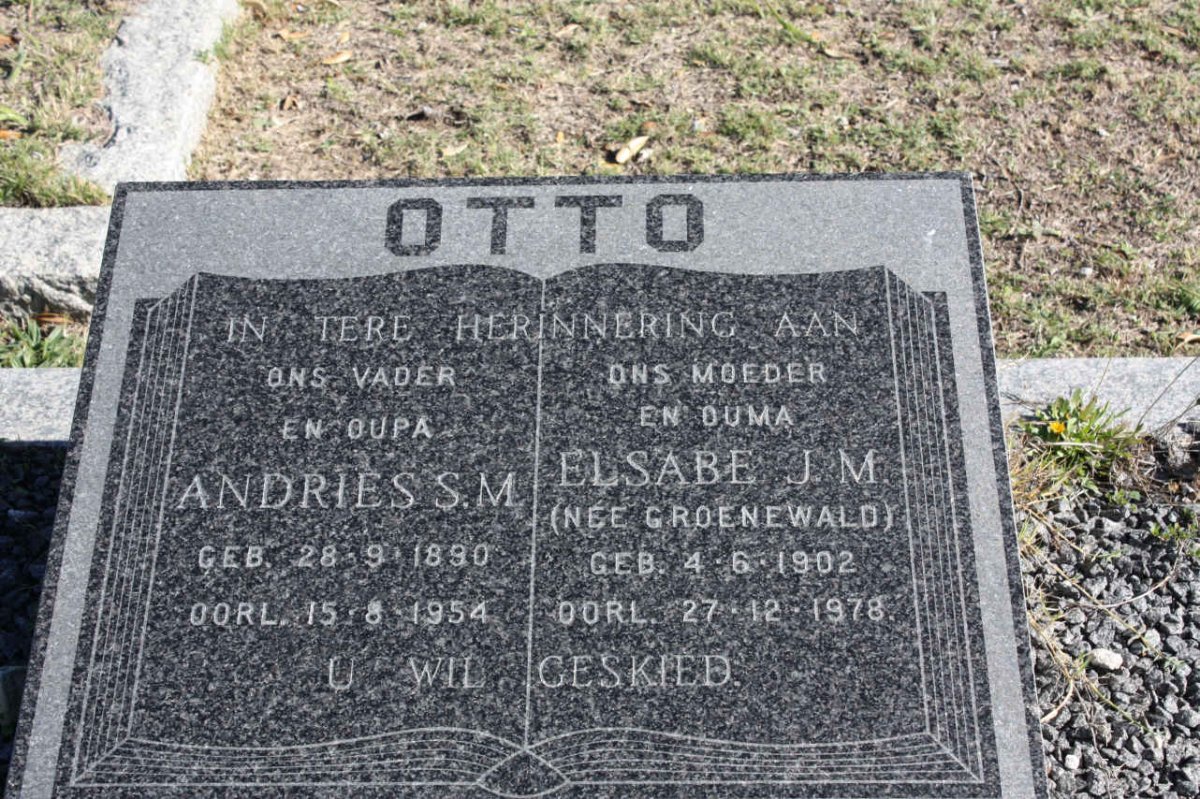 OTTO
IN TERE HERINNERING AAN
ONS VADER
EN OUPA
ANDRIES S.M
GEB. 28·9·1890
OORL. 15·8·1954
ONS MOEDER
EN OUMA
ELSABE J.M
(NEE GROENEWALD)
GEB. 4·6·1902
OORL. 27·12·1978.
U WIL GESKIED.